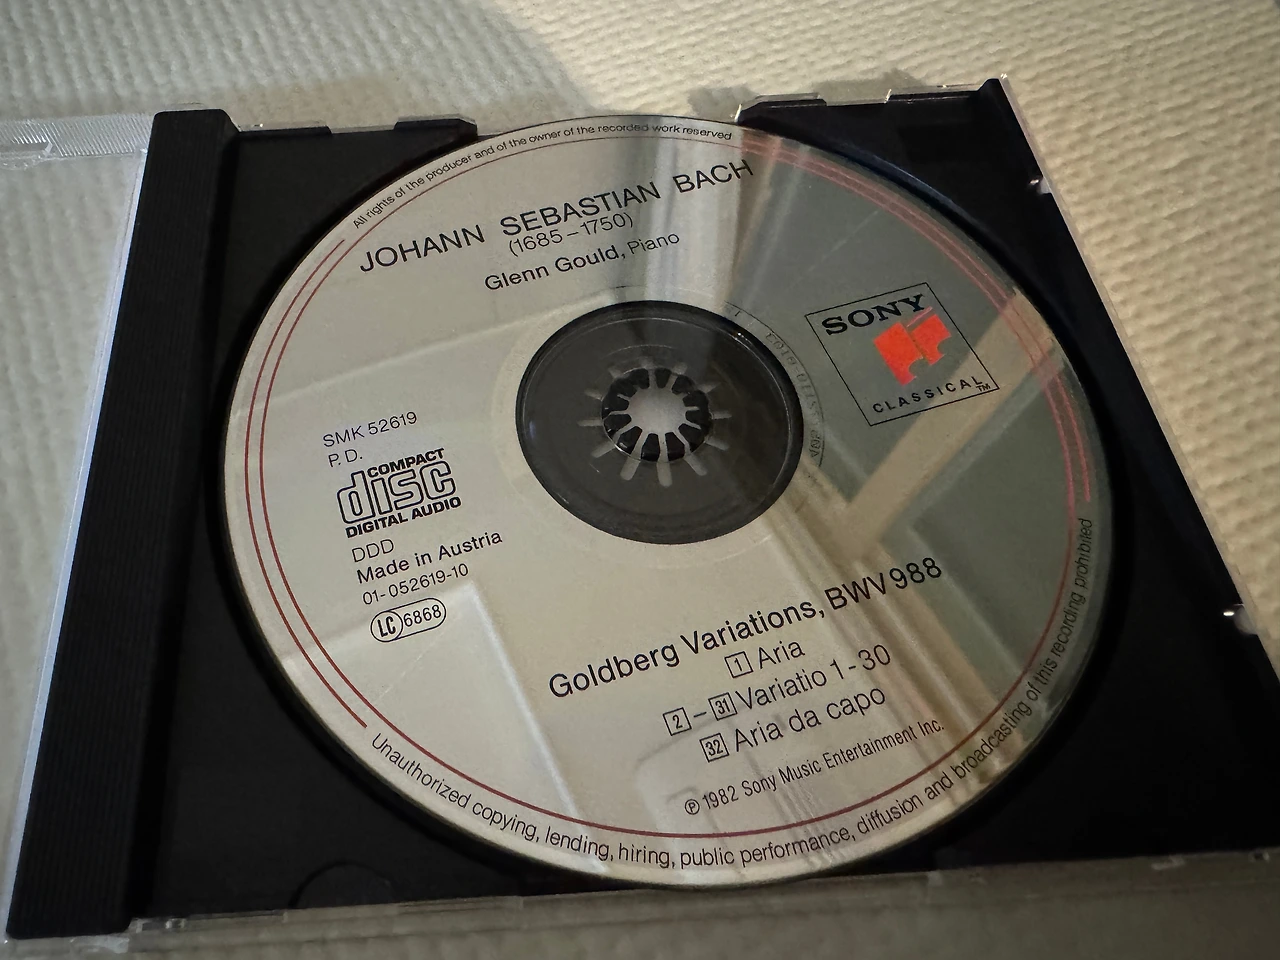 All rights of the producer and of the owner of the recorded work reserved
JOHANN SEBASTIAN BACH
(1685–1750)
Glenn Gould, Piano
SONY
CLASSICAL™
SMK 52619
P. D.
COMPACT
disc
DIGITAL AUDIO
DDD
Made in Austria
01-052619-10
LC 6868
Goldberg Variations, BWV 988
1 Aria
2 – 31 Variatio 1 - 30
32 Aria da capo
℗ 1982 Sony Music Entertainment Inc.
Unauthorized copying, lending, hiring, public performance, diffusion and broadcasting of this recording prohibited